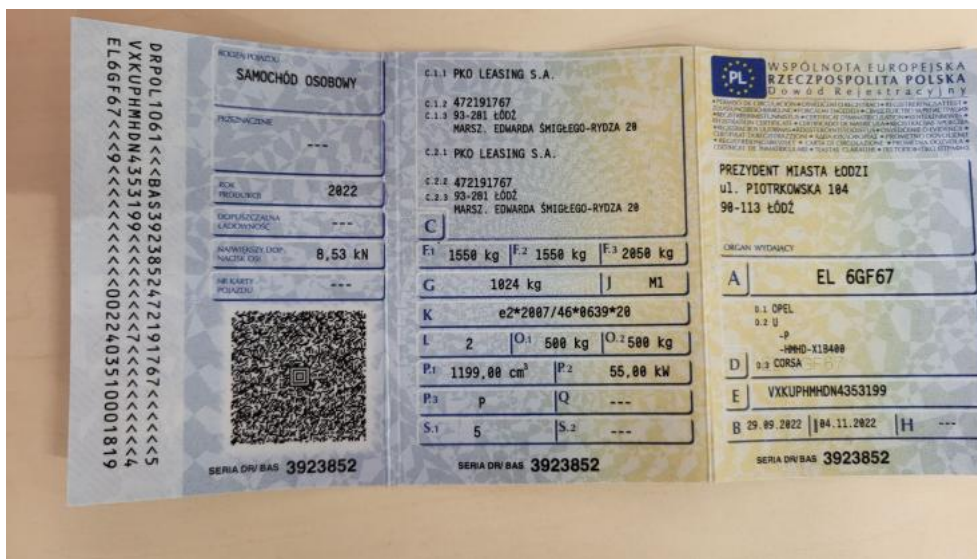 DRPOL1061<<BAS3923852472191767<<<<<5
VXKUPHMHDN4353199<<<<<<7<<<<<<4
EL6GF67<<9<<<<<<<<<0022403510001819
RODZAJ POJAZDU
SAMOCHÓD OSOBOWY
PRZEZNACZENIE
---
ROK PRODUKCJI 2022
DOPUSZCZALNA ŁADOWNOŚĆ ---
NAJWIĘKSZY DOP. NACISK OSI 8,53 kN
NR KARTY POJAZDU ---
SERIA DR/ BAS 3923852
C.1.1 PKO LEASING S.A.
C.1.2 472191767
C.1.3 93-281 ŁÓDŹ
MARSZ. EDWARDA ŚMIGŁEGO-RYDZA 20
C.2.1 PKO LEASING S.A.
C.2.2 472191767
C.2.3 93-281 ŁÓDŹ
MARSZ. EDWARDA ŚMIGŁEGO-RYDZA 20
C
F.1 1550 kg F.2 1550 kg F.3 2050 kg
G 1024 kg J M1
K e2*2007/46*0639*20
L 2 O.1 500 kg O.2 500 kg
P.1 1199,00 cm³ P.2 55,00 kW
P.3 P Q ---
S.1 5 S.2 ---
SERIA DR/ BAS 3923852
PL
WSPÓLNOTA EUROPEJSKA
RZECZPOSPOLITA POLSKA
Dowód Rejestracyjny
PREZYDENT MIASTA ŁODZI
ul. PIOTRKOWSKA 104
90-113 ŁÓDŹ
ORGAN WYDAJĄCY
A EL 6GF67
D.1 OPEL
D.2 U
-P
-HMHD-X1B400
D D.3 CORSA
E VXKUPHMHDN4353199
B 29.09.2022 I 04.11.2022 H ---
SERIA DR/ BAS 3923852